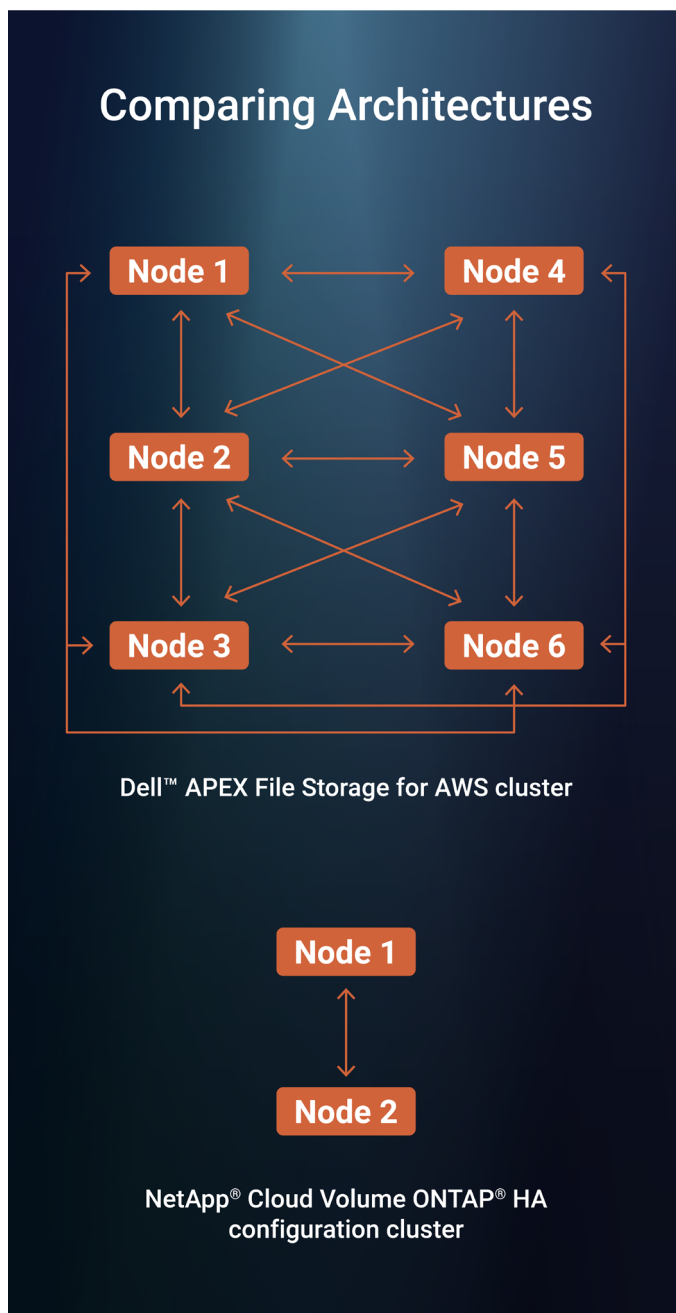 Comparing Architectures
Node 1
Node 4
Node 2
Node 5
Node 3
Node 6
Dell™ APEX File Storage for AWS cluster
Node 1
Node 2
NetApp® Cloud Volume ONTAP® HA
configuration cluster